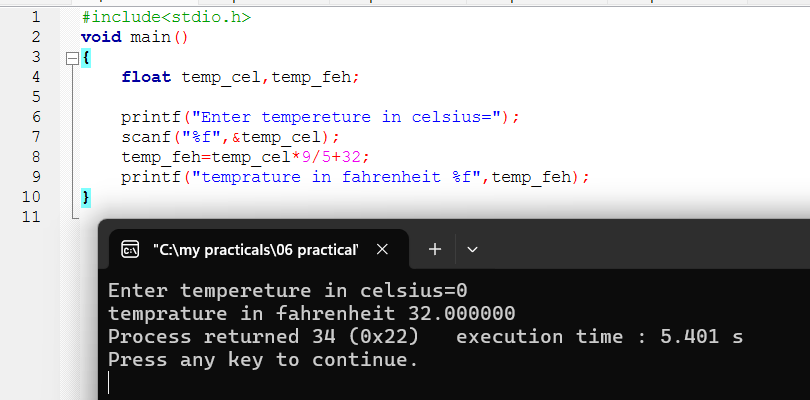 1 #include<stdio.h>
2 void main()
3 {
4 float temp_cel,temp_feh;
5
6 printf("Enter tempereture in celsius=");
7 scanf("%f",&temp_cel);
8 temp_feh=temp_cel*9/5+32;
9 printf("temprature in fahrenheit %f",temp_feh);
10 }
11
"C:\my practicals\06 practical'
Enter tempereture in celsius=0
temprature in fahrenheit 32.000000
Process returned 34 (0x22)   execution time : 5.401 s
Press any key to continue.